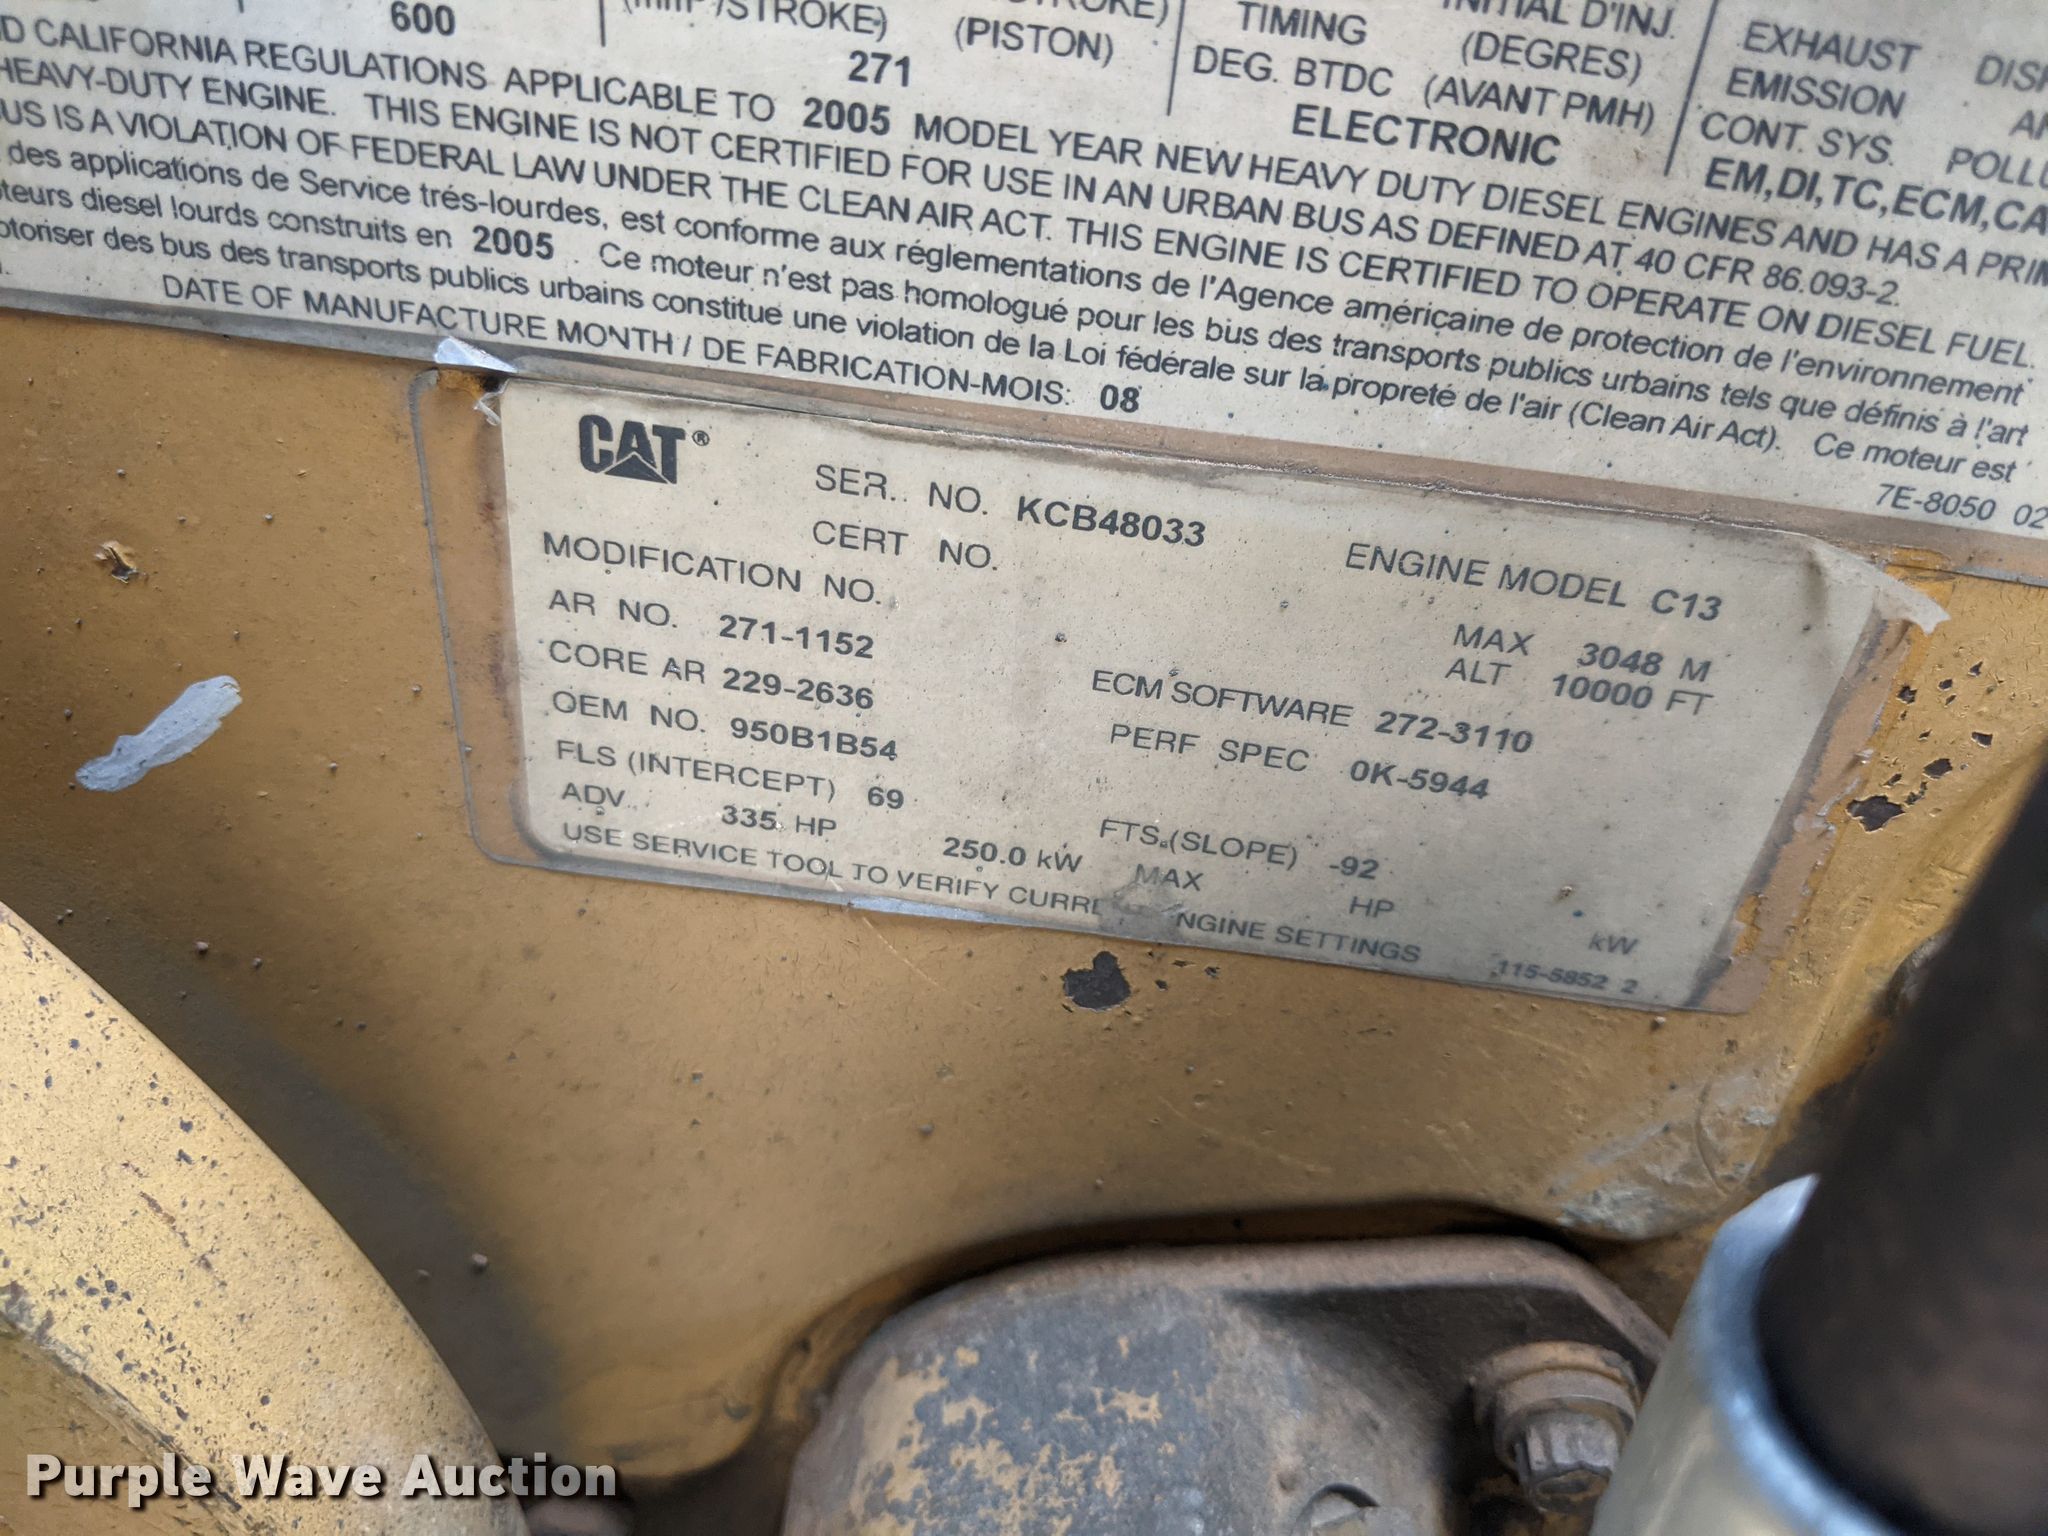 600
/STROKE) (PISTON)
271
TIMING
DEG. BTDC
D'INJ.
(DEGRES)
(AVANT PMH)
ELECTRONIC
EXHAUST
EMISSION
CONT. SYS.
EM,DI,TC,ECM,CA
CALIFORNIA REGULATIONS APPLICABLE TO 2005 MODEL YEAR NEW HEAVY DUTY DIESEL ENGINES AND HAS A
HEAVY-DUTY ENGINE. THIS ENGINE IS NOT CERTIFIED FOR USE IN AN URBAN BUS AS DEFINED AT 40 CFR 86.093-2.
IS A VIOLATION OF FEDERAL LAW UNDER THE CLEAN AIR ACT. THIS ENGINE IS CERTIFIED TO OPERATE ON DIESEL FUEL.
des applications de Service trés-lourdes, est conforme aux réglementations de l'Agence américaine de protection de l'environnement
diesel lourds construits en 2005 . Ce moteur n'est pas homologué pour les bus des transports publics urbains tels que définis à l'art
des bus des transports publics urbains constitue une violation de la Loi fédérale sur la propreté de l'air (Clean Air Act). Ce moteur est
DATE OF MANUFACTURE MONTH / DE FABRICATION-MOIS: 08
7E-8050 02
CAT®
SER. NO. KCB48033
ENGINE MODEL C13
CERT NO.
MODIFICATION NO.
MAX 3048 M
ALT 10000 FT
AR NO. 271-1152
CORE AR 229-2636
ECM SOFTWARE 272-3110
OEM NO. 950B1B54
PERF SPEC 0K-5944
FLS (INTERCEPT) 69
FTS (SLOPE) -92
ADV 335 HP 250.0 kW MAX HP kW
USE SERVICE TOOL TO VERIFY ENGINE SETTINGS
115-5852 2
Purple Wave Auction